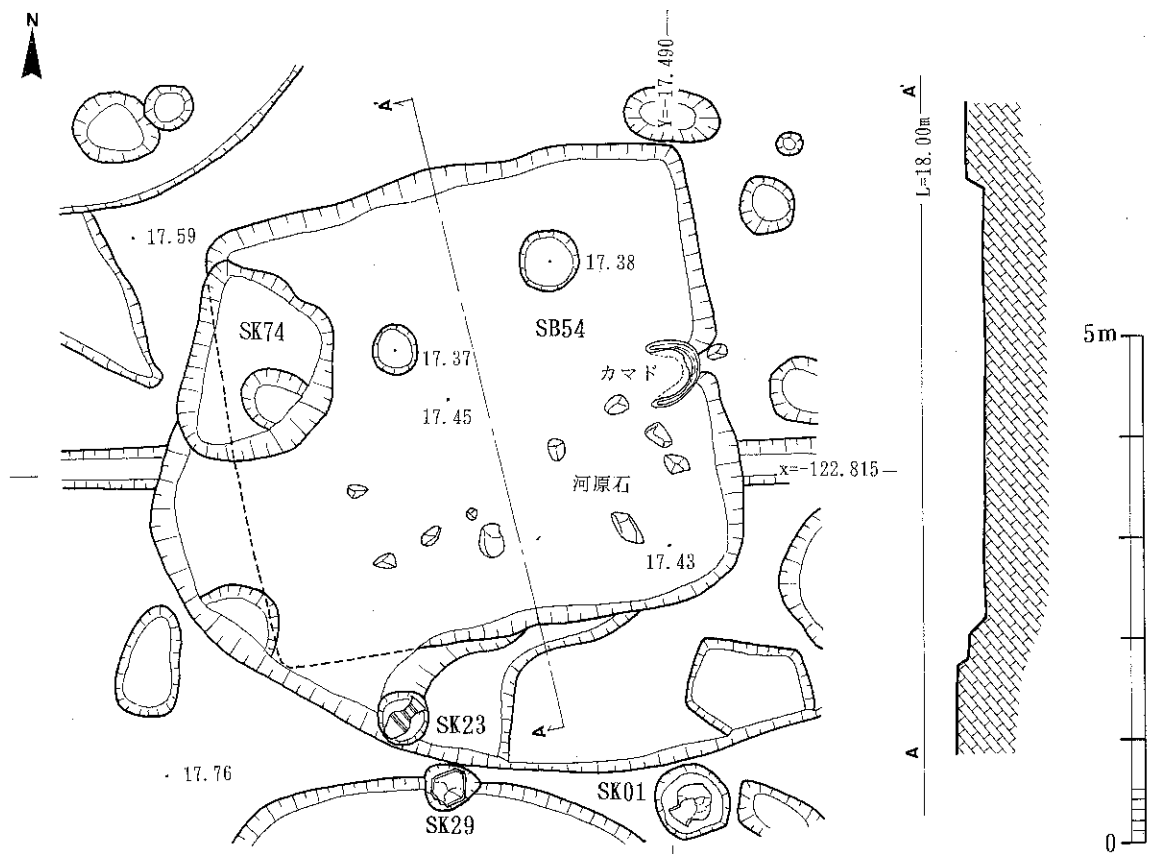 N
A'
Y=-17.490
A'
L=18.00m
17.59
17.38
SK74
SB54
5m
17.37
カマド
17.45
x=-122.815
河原石
17.43
SK23
A
A
17.76
SK01
SK29
0